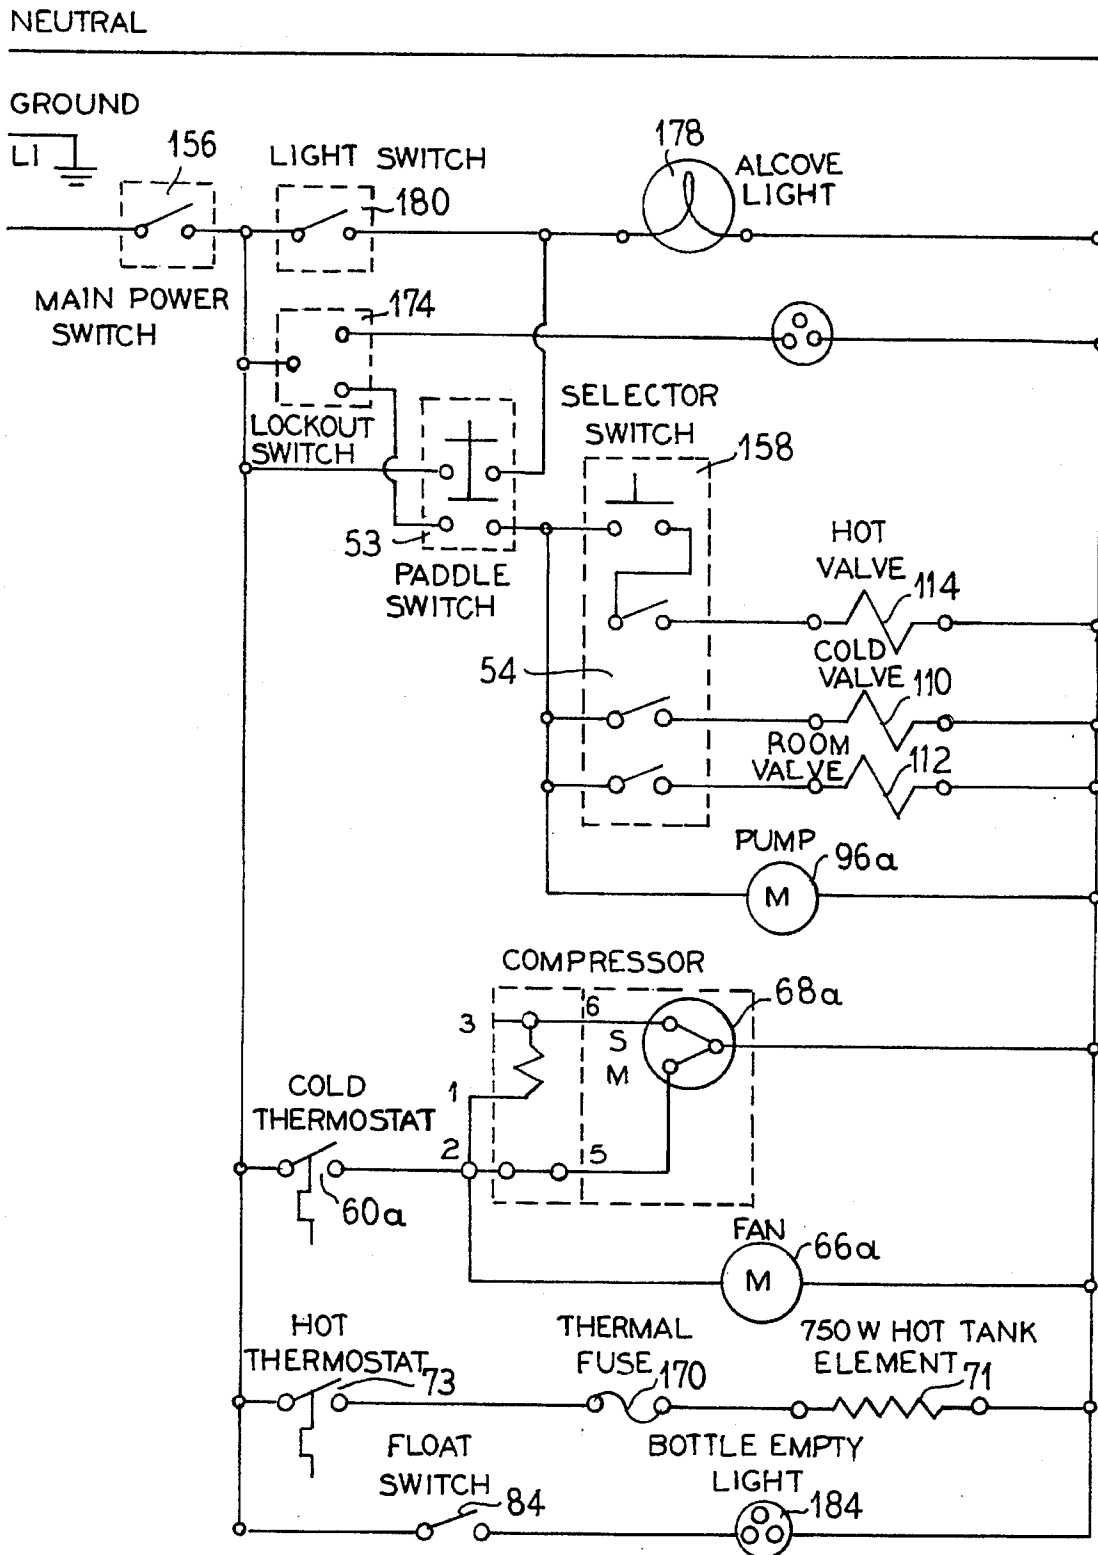 NEUTRAL
GROUND
L1
156
LIGHT SWITCH
180
178
ALCOVE
LIGHT
MAIN POWER
SWITCH
174
LOCKOUT
SWITCH
53
PADDLE
SWITCH
SELECTOR
SWITCH
158
54
HOT
VALVE
114
COLD
VALVE
110
ROOM
VALVE
112
PUMP
96a
M
COMPRESSOR
68a
3
6
S
M
1
COLD
THERMOSTAT
2
5
60a
FAN
66a
M
HOT
THERMOSTAT
73
THERMAL
FUSE
170
750 W HOT TANK
ELEMENT
71
FLOAT
SWITCH
84
BOTTLE EMPTY
LIGHT
184